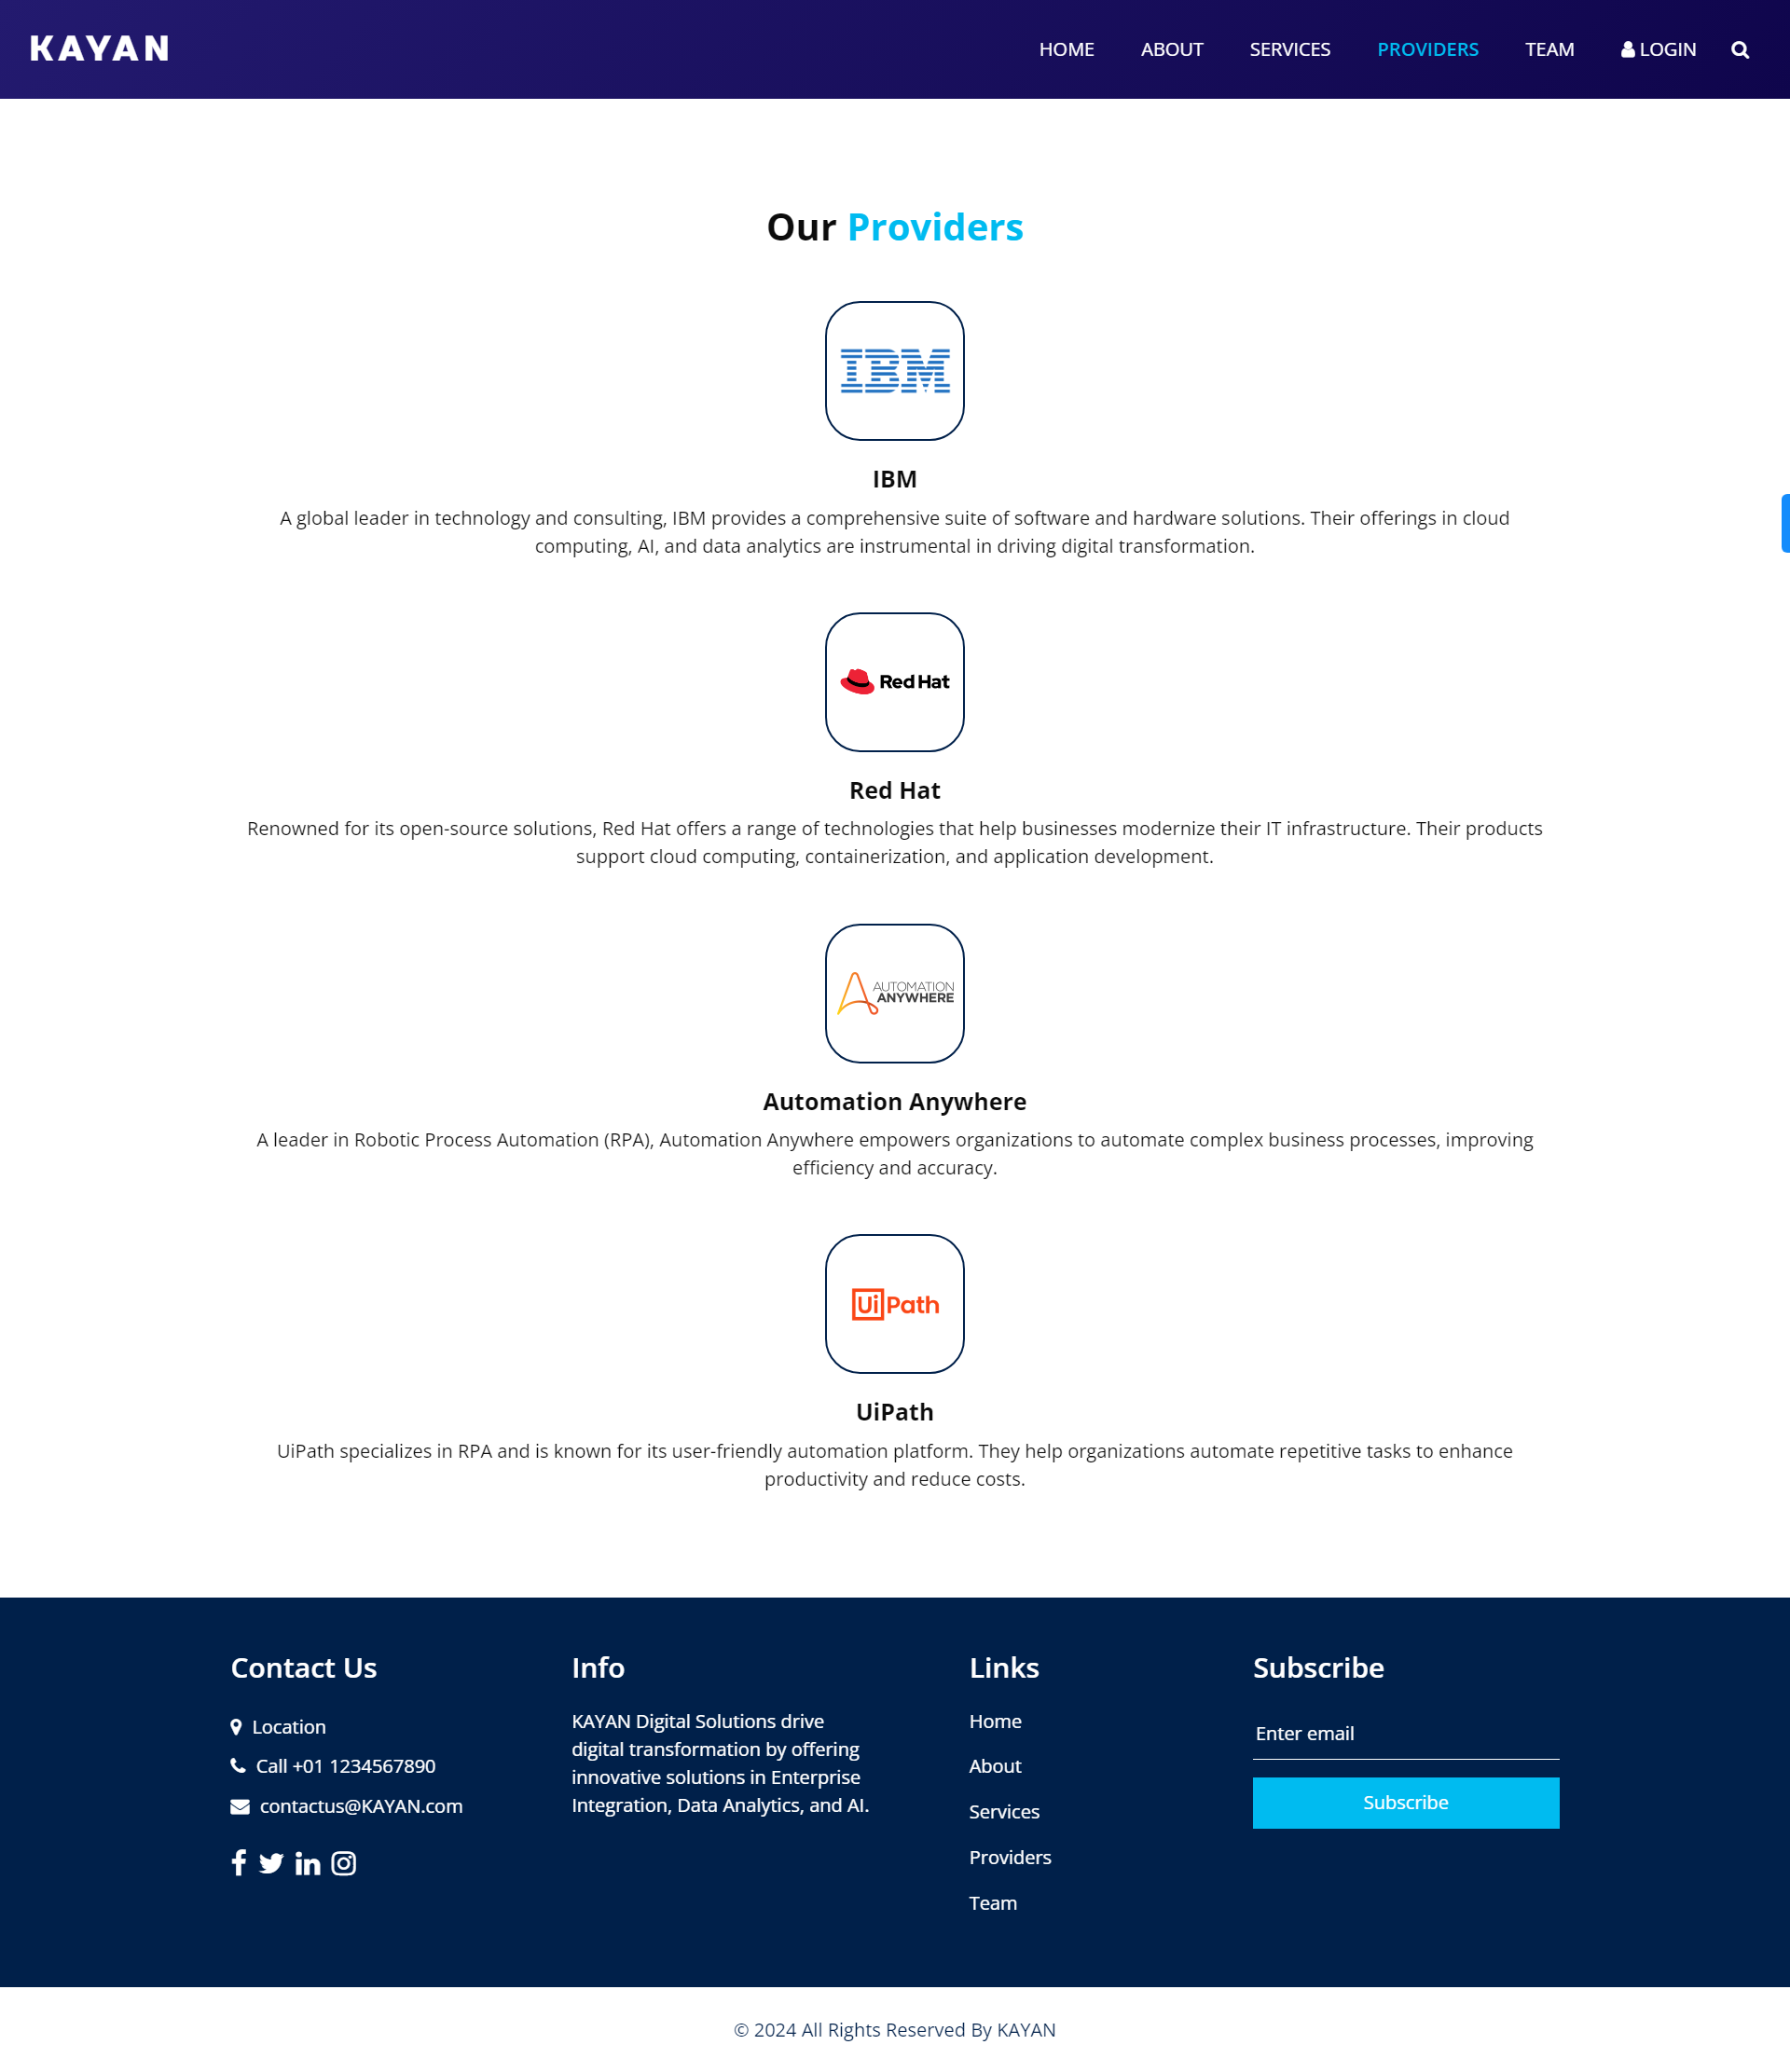 KAYAN
HOME ABOUT SERVICES PROVIDERS TEAM LOGIN
Our Providers
IBM
IBM
A global leader in technology and consulting, IBM provides a comprehensive suite of software and hardware solutions. Their offerings in cloud
computing, AI, and data analytics are instrumental in driving digital transformation.
Red Hat
Red Hat
Renowned for its open-source solutions, Red Hat offers a range of technologies that help businesses modernize their IT infrastructure. Their products
support cloud computing, containerization, and application development.
AUTOMATION
ANYWHERE
Automation Anywhere
A leader in Robotic Process Automation (RPA), Automation Anywhere empowers organizations to automate complex business processes, improving
efficiency and accuracy.
UiPath
UiPath
UiPath specializes in RPA and is known for its user-friendly automation platform. They help organizations automate repetitive tasks to enhance
productivity and reduce costs.
Contact Us
Location
Call +01 1234567890
contactus@KAYAN.com
Info
KAYAN Digital Solutions drive
digital transformation by offering
innovative solutions in Enterprise
Integration, Data Analytics, and AI.
Links
Home
About
Services
Providers
Team
Subscribe
Enter email
Subscribe
© 2024 All Rights Reserved By KAYAN